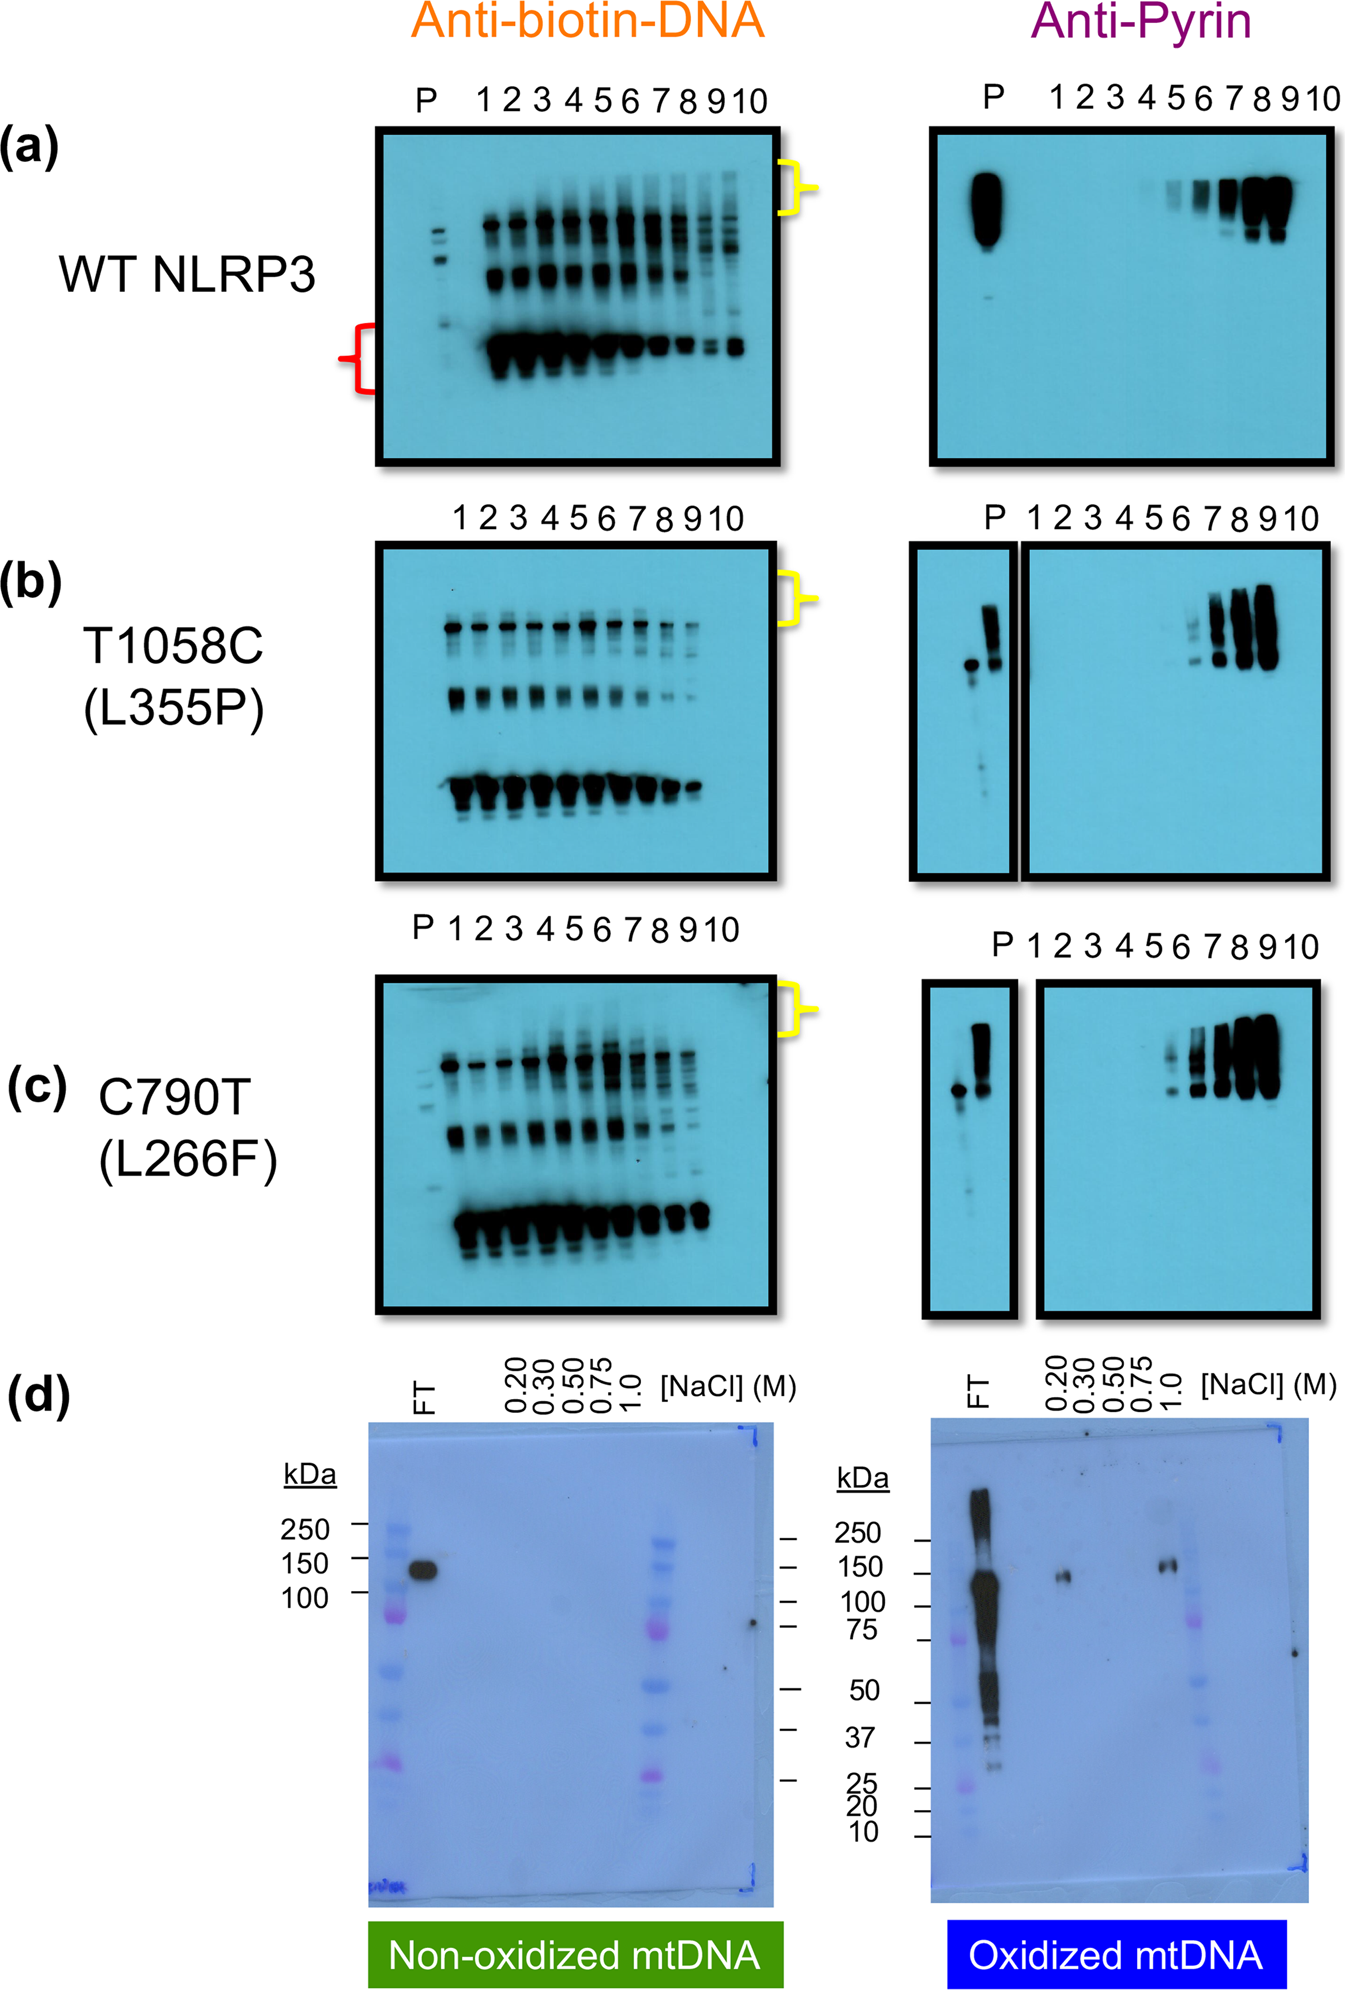 Anti-biotin-DNA
Anti-Pyrin
P 1 2 3 4 5 6 7 8 9 10
P 1 2 3 4 5 6 7 8 9 10
(a)
WT NLRP3
1 2 3 4 5 6 7 8 9 10
P 1 2 3 4 5 6 7 8 9 10
(b)
T1058C
(L355P)
P 1 2 3 4 5 6 7 8 9 10
P 1 2 3 4 5 6 7 8 9 10
(c)
C790T
(L266F)
(d)
FT 0.20 0.30 0.50 0.75 1.0 [NaCl] (M)
FT 0.20 0.30 0.50 0.75 1.0 [NaCl] (M)
kDa
250
150
100
kDa
250
150
100
75
50
37
25
20
10
Non-oxidized mtDNA
Oxidized mtDNA